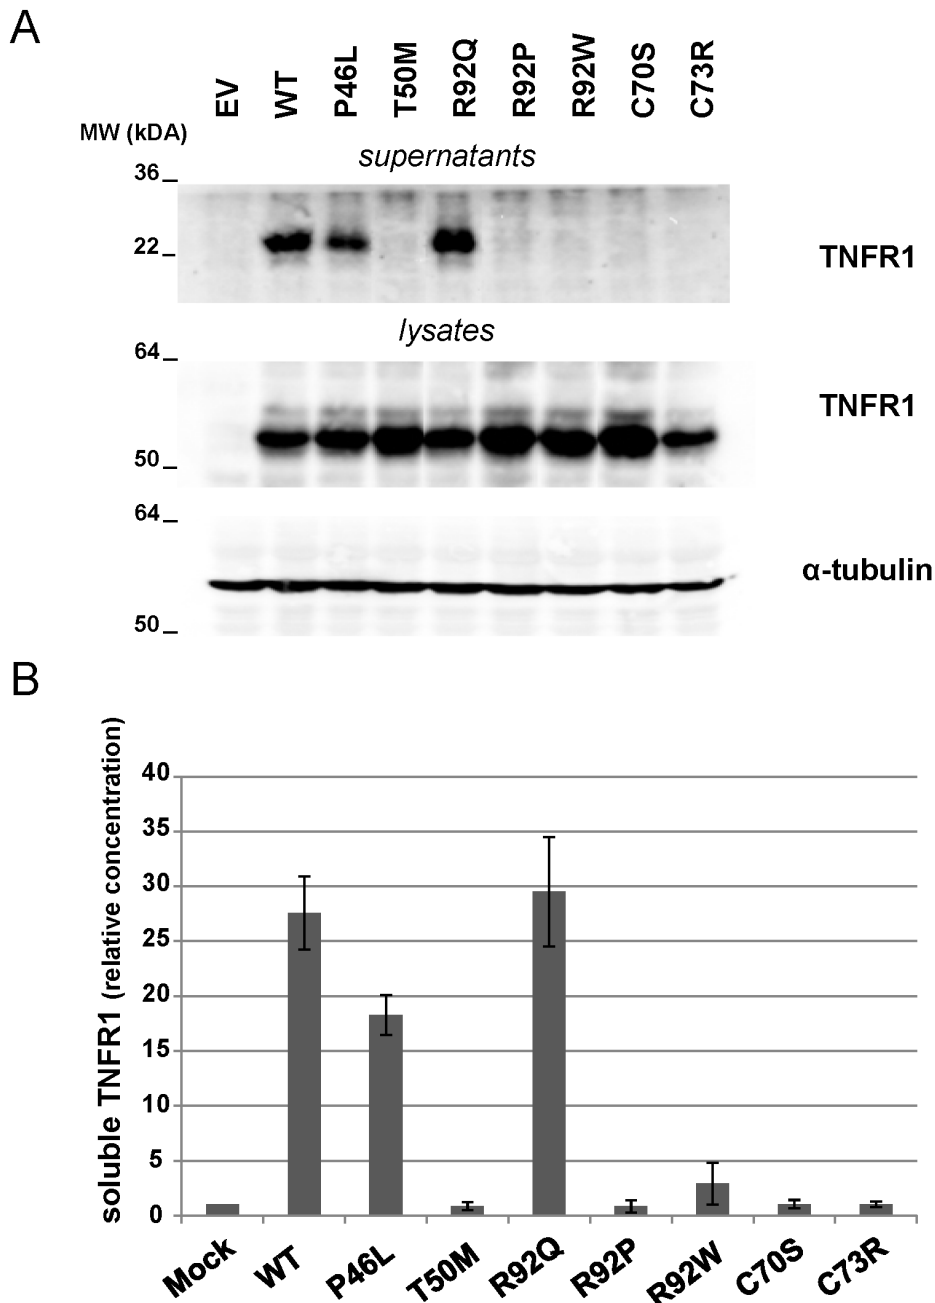 A
EV WT P46L T50M R92Q R92P R92W C70S C73R
MW (kDA)
supernatants
36
22
TNFR1
lysates
64
TNFR1
50
64
α-tubulin
50
B
soluble TNFR1 (relative concentration)
40
35
30
25
20
15
10
5
0
Mock WT P46L T50M R92Q R92P R92W C70S C73R